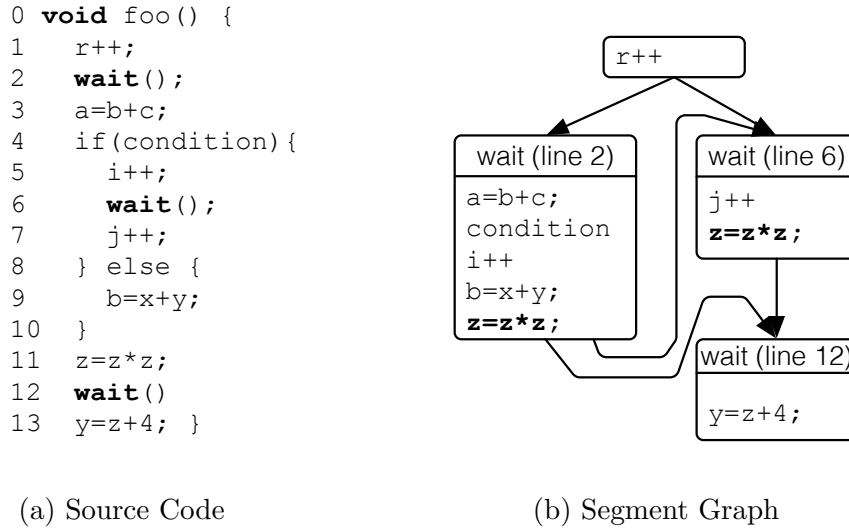 0 void foo() {
1 r++;
2 wait();
3 a=b+c;
4 if(condition){
5 i++;
6 wait();
7 j++;
8 } else {
9 b=x+y;
10 }
11 z=z*z;
12 wait()
13 y=z+4; }
(a) Source Code
r++
wait (line 2)
a=b+c;
condition
i++
b=x+y;
z=z*z;
wait (line 6)
j++
z=z*z;
wait (line 12)
y=z+4;
(b) Segment Graph